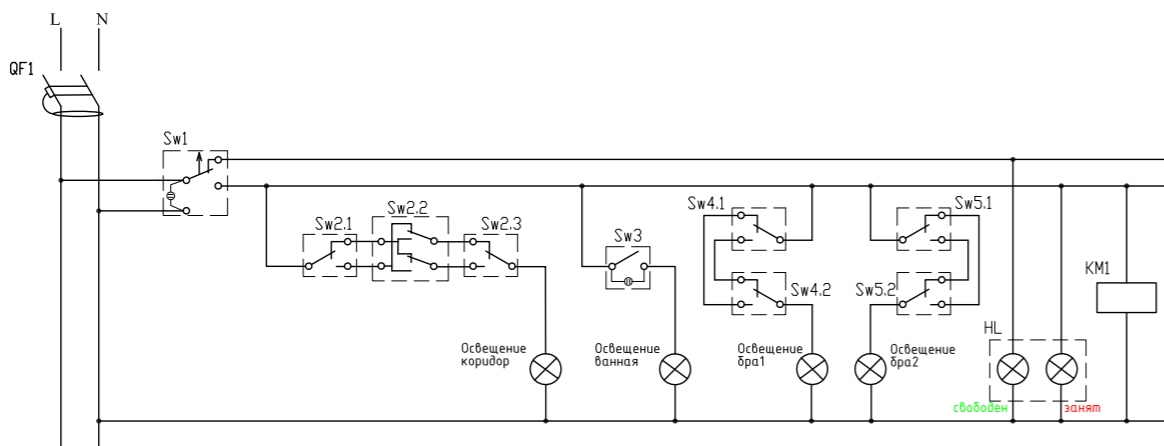 L
N
QF1
Sw1
Sw2.1
Sw2.2
Sw2.3
Sw3
Sw4.1
Sw5.1
Sw4.2
Sw5.2
KM1
HL
Освещение
коридор
Освещение
ванная
Освещение
бра1
Освещение
бра2
свободен
занят